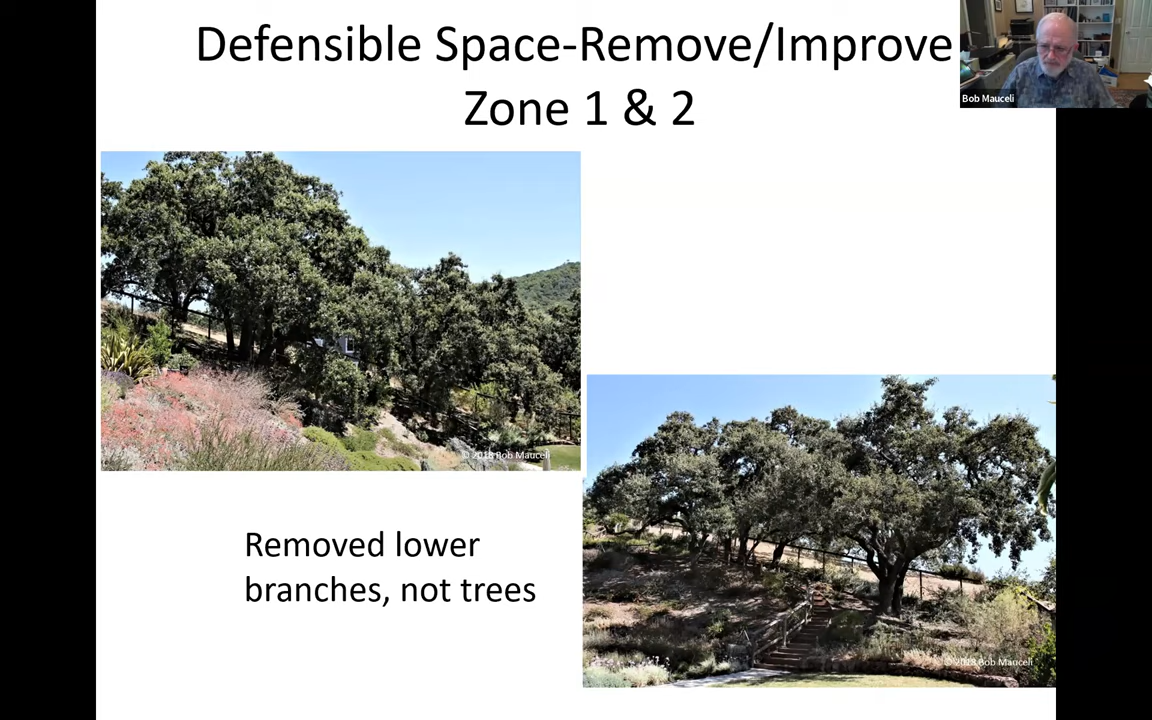 Defensible Space-Remove/Improve
Zone 1 & 2
Bob Mauceli
© 2018 Bob Mauceli
Removed lower
branches, not trees
© 2018 Bob Mauceli